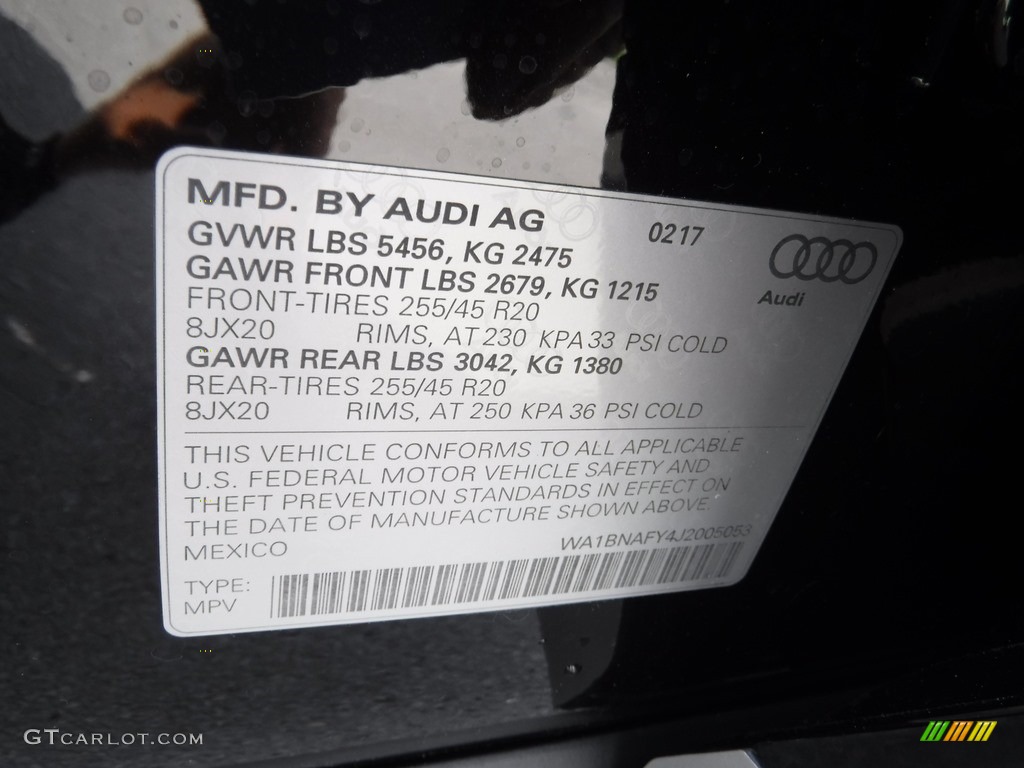 MFD. BY AUDI AG 0217
GVWR LBS 5456, KG 2475
GAWR FRONT LBS 2679, KG 1215
Audi
FRONT-TIRES 255/45 R20
8JX20 RIMS, AT 230 KPA 33 PSI COLD
GAWR REAR LBS 3042, KG 1380
REAR-TIRES 255/45 R20
8JX20 RIMS, AT 250 KPA 36 PSI COLD
THIS VEHICLE CONFORMS TO ALL APPLICABLE
U.S. FEDERAL MOTOR VEHICLE SAFETY AND
THEFT PREVENTION STANDARDS IN EFFECT ON
THE DATE OF MANUFACTURE SHOWN ABOVE.
MEXICO WA1BNAFY4J2005053
TYPE:
MPV
GTCARLOT.COM